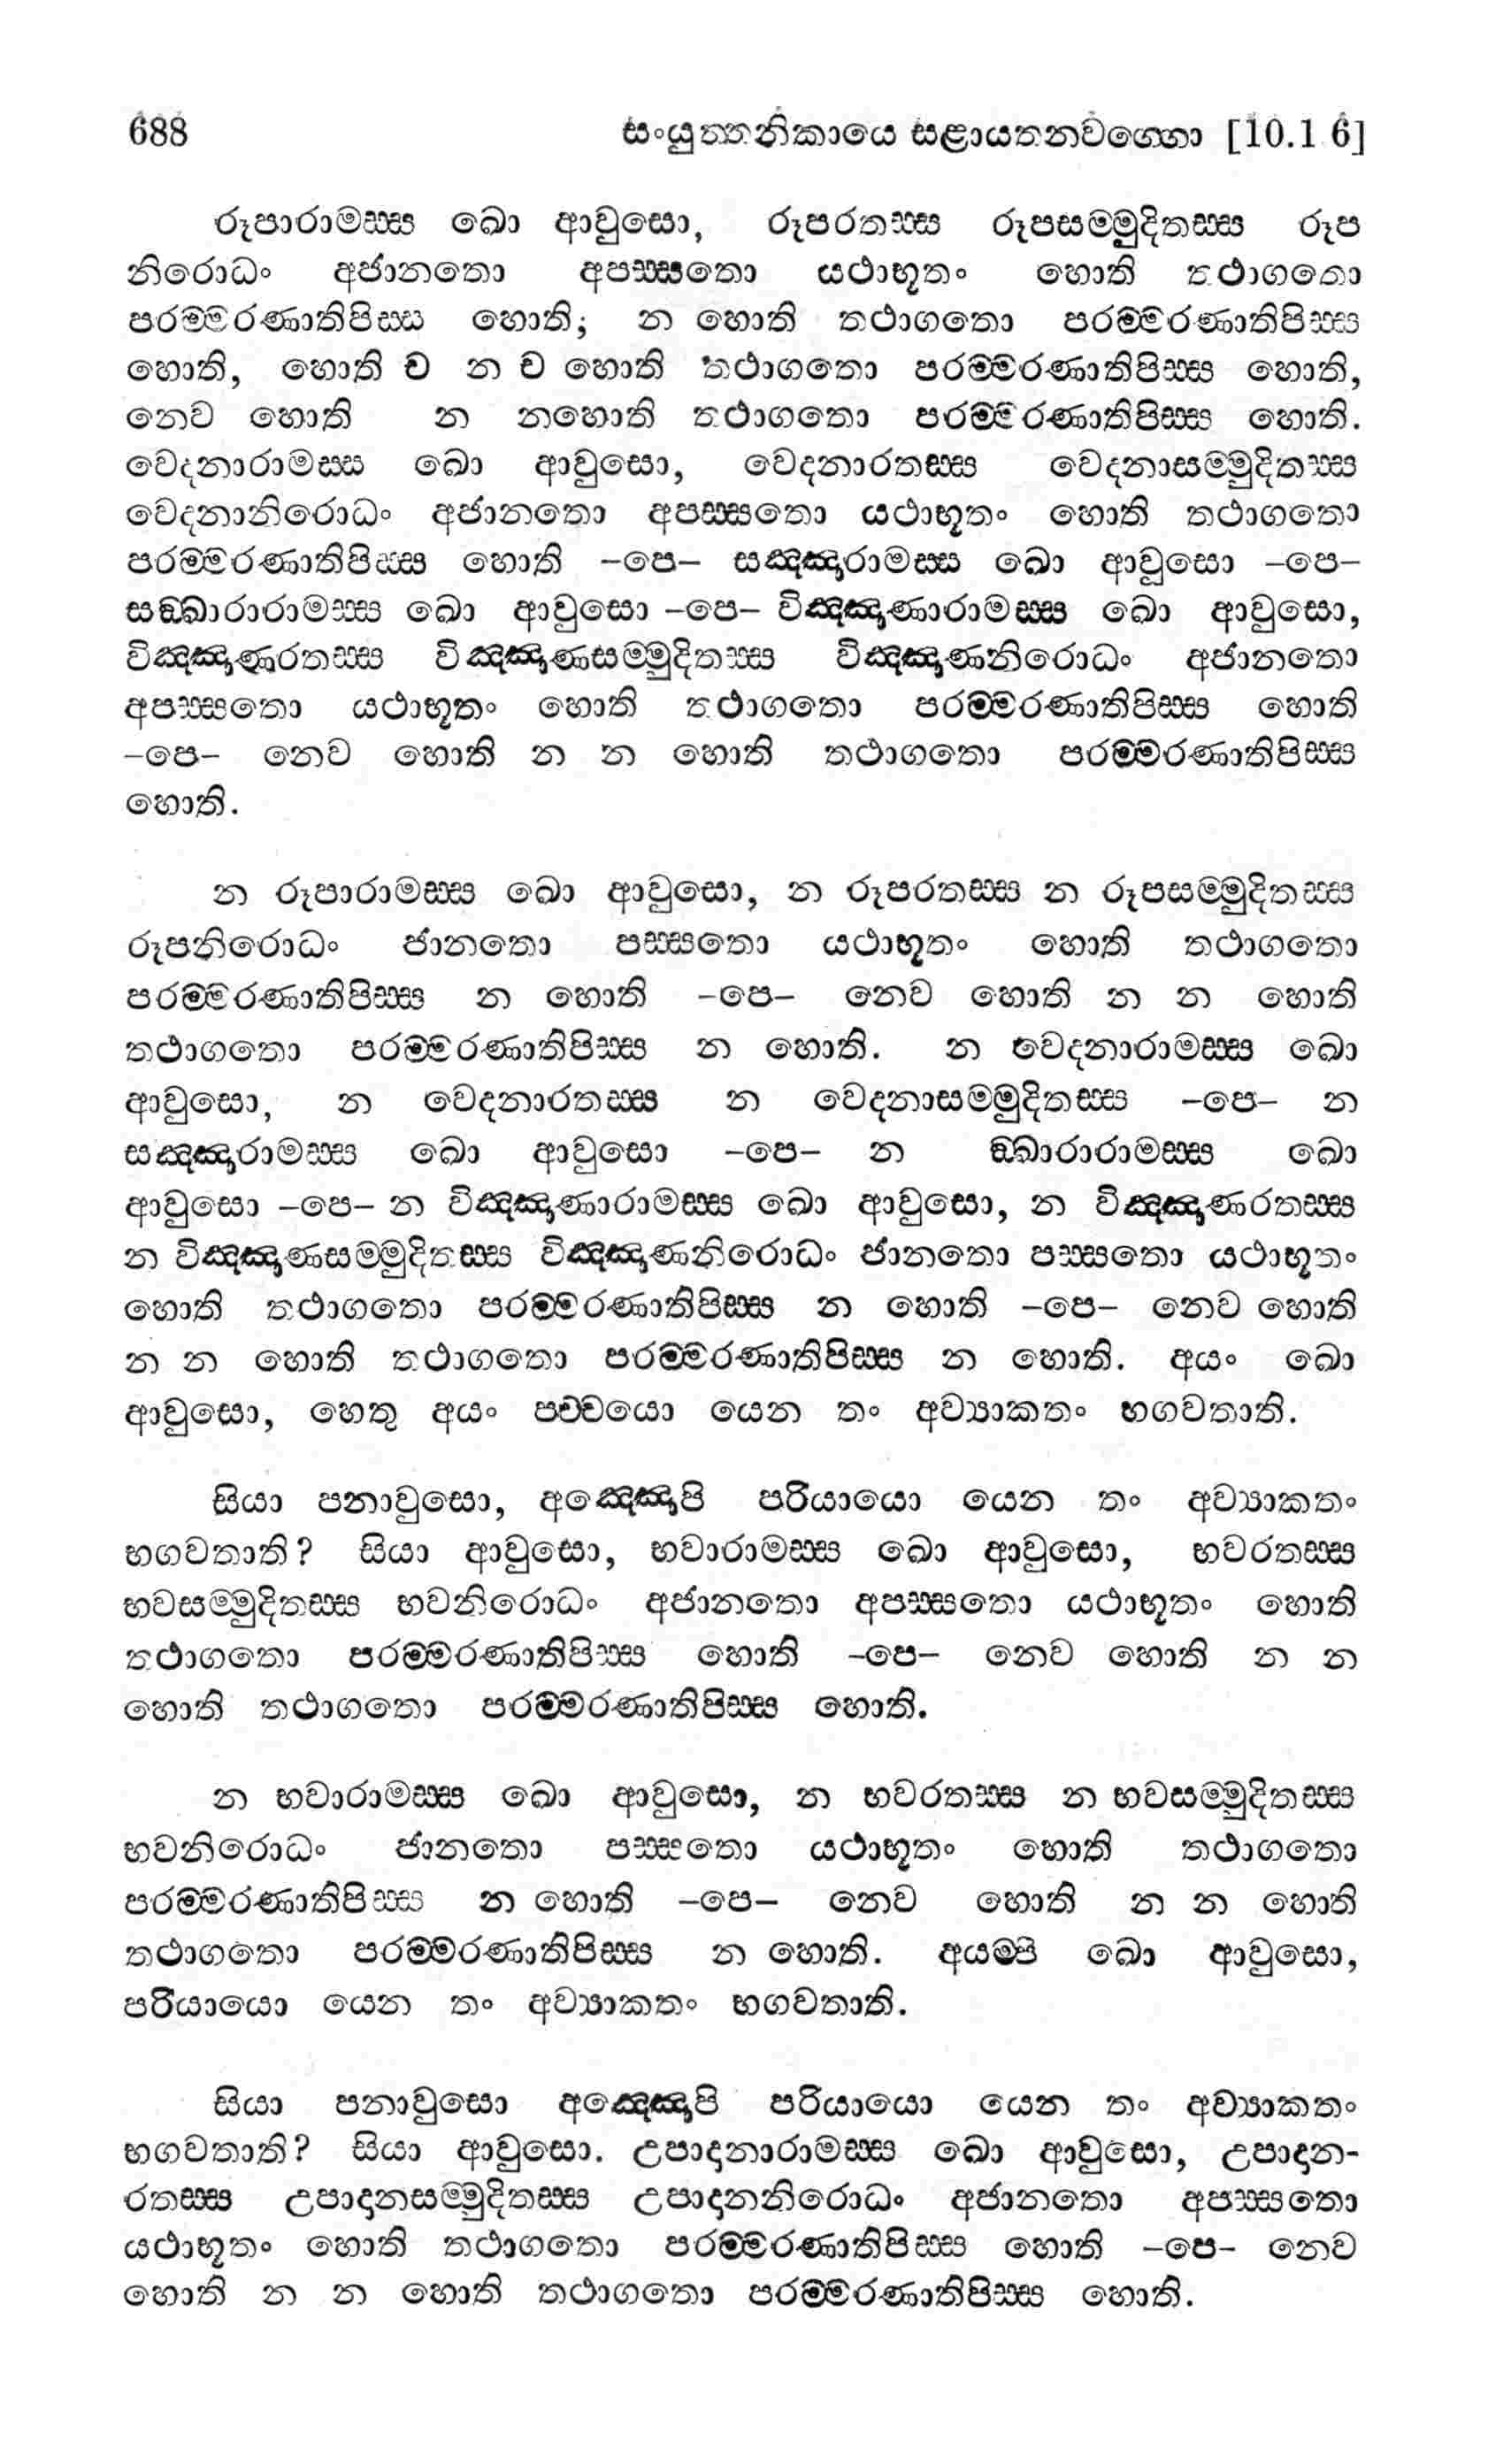 688 සංයුත්තනිකායෙ සළායතනවග්ගො [10.1 6]
රූපාරාමස්ස ඛො ආවුසො, රූපරතස්ස රූපසම්මුදිතස්ස රූප
නිරොධං අජානතො අපස්සතො යථාභූතං හොති තථාගතො
පරම්මරණාතිපිස්ස හොති; න හොති තථාගතො පරම්මරණාතිපිස්ස
හොති, හොති ච න ච හොති තථාගතො පරම්මරණාතිපිස්ස හොති,
නෙව හොති න නහොති තථාගතො පරම්මරණාතිපිස්ස හොති.
වෙදනාරාමස්ස ඛො ආවුසො, වෙදනාරතස්ස වෙදනාසම්මුදිතස්ස
වෙදනානිරොධං අජානතො අපස්සතො යථාභූතං හොති තථාගතො
පරම්මරණාතිපිස්ස හොති –පෙ– සඤ්ඤාරාමස්ස ඛො ආවුසො –පෙ–
සඞ්ඛාරාරාමස්ස ඛො ආවුසො –පෙ– විඤ්ඤාණාරාමස්ස ඛො ආවුසො,
විඤ්ඤාණරතස්ස විඤ්ඤාණසම්මුදිතස්ස විඤ්ඤාණනිරොධං අජානතො
අපස්සතො යථාභූතං හොති තථාගතො පරම්මරණාතිපිස්ස හොති
–පෙ– නෙව හොති න න හොති තථාගතො පරම්මරණාතිපිස්ස
හොති.
න රූපාරාමස්ස ඛො ආවුසො, න රූපරතස්ස න රූපසම්මුදිතස්ස
රූපනිරොධං ජානතො පස්සතො යථාභූතං හොති තථාගතො
පරම්මරණාතිපිස්ස න හොති –පෙ– නෙව හොති න න හොති
තථාගතො පරම්මරණාතිපිස්ස න හොති. න වෙදනාරාමස්ස ඛො
ආවුසො, න වෙදනාරතස්ස න වෙදනාසම්මුදිතස්ස –පෙ– න
සඤ්ඤාරාමස්ස ඛො ආවුසො –පෙ– න ඞ්ඛාරාරාමස්ස ඛො
ආවුසො –පෙ– න විඤ්ඤාණාරාමස්ස ඛො ආවුසො, න විඤ්ඤාණරතස්ස
න විඤ්ඤාණසම්මුදිතස්ස විඤ්ඤාණනිරොධං ජානතො පස්සතො යථාභූතං
හොති තථාගතො පරම්මරණාතිපිස්ස න හොති –පෙ– නෙව හොති
න න හොති තථාගතො පරම්මරණාතිපිස්ස න හොති. අයං ඛො
ආවුසො, හෙතු අයං පච්චයො යෙන තං අව්‍යාකතං භගවතාති.
සියා පනාවුසො, අඤ්ඤොපි පරියායො යෙන තං අව්‍යාකතං
භගවතාති? සියා ආවුසො, භවාරාමස්ස ඛො ආවුසො, භවරතස්ස
භවසම්මුදිතස්ස භවනිරොධං අජානතො අපස්සතො යථාභූතං හොති
තථාගතො පරම්මරණාතිපිස්ස හොති –පෙ– නෙව හොති න න
හොති තථාගතො පරම්මරණාතිපිස්ස හොති.
න භවාරාමස්ස ඛො ආවුසො, න භවරතස්ස න භවසම්මුදිතස්ස
භවනිරොධං ජානතො පස්සතො යථාභූතං හොති තථාගතො
පරම්මරණාතිපිස්ස න හොති –පෙ– නෙව හොති න න හොති
තථාගතො පරම්මරණාතිපිස්ස න හොති. අයම්පි ඛො ආවුසො,
පරියායො යෙන තං අව්‍යාකතං භගවතාති.
සියා පනාවුසො අඤ්ඤොපි පරියායො යෙන තං අව්‍යාකතං
භගවතාති? සියා ආවුසො. උපාදානාරාමස්ස ඛො ආවුසො, උපාදාන-
රතස්ස උපාදානසම්මුදිතස්ස උපාදානනිරොධං අජානතො අපස්සතො
යථාභූතං හොති තථාගතො පරම්මරණාතිපිස්ස හොති –පෙ– නෙව
හොති න න හොති තථාගතො පරම්මරණාතිපිස්ස හොති.